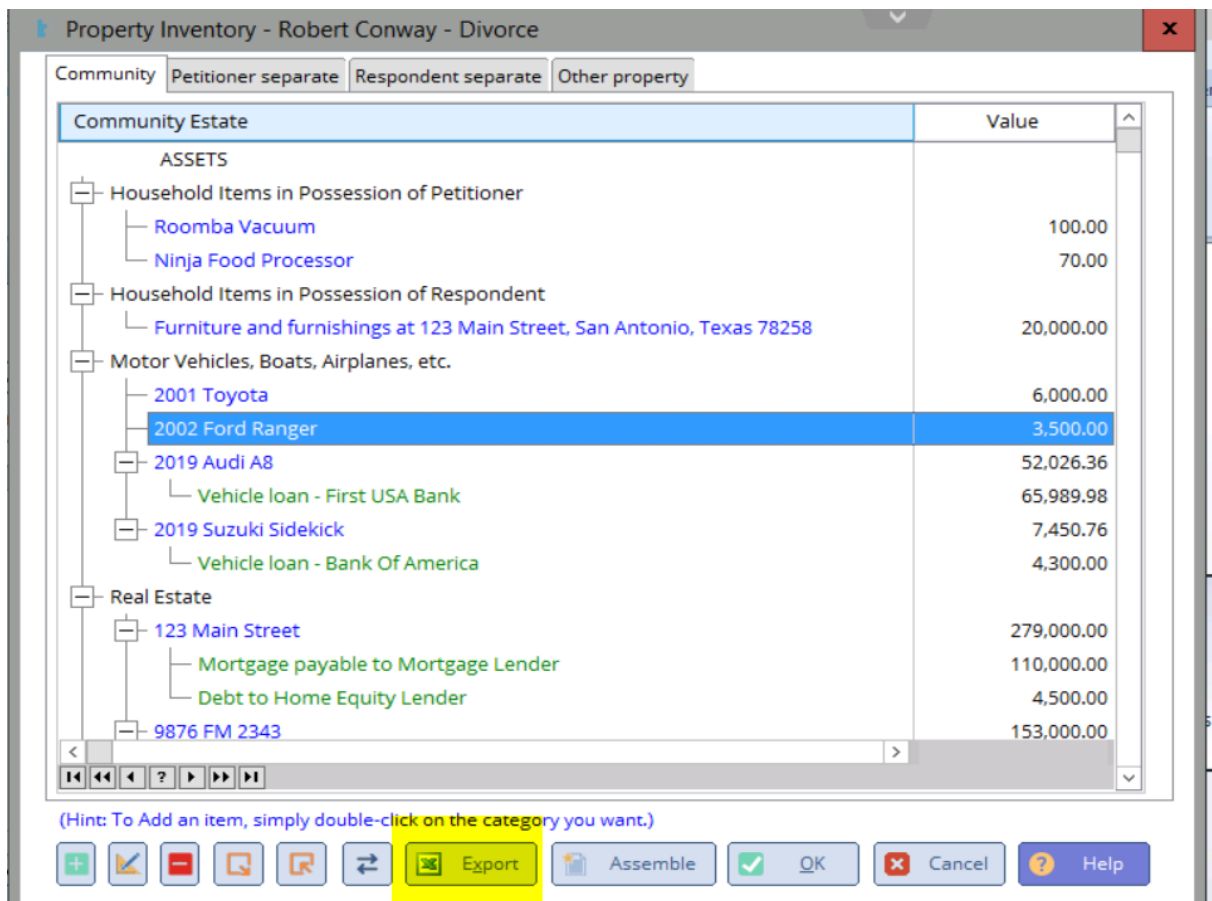 Property Inventory - Robert Conway - Divorce
x
Community Petitioner separate Respondent separate Other property
Community Estate Value
ASSETS
Household Items in Possession of Petitioner
Roomba Vacuum 100.00
Ninja Food Processor 70.00
Household Items in Possession of Respondent
Furniture and furnishings at 123 Main Street, San Antonio, Texas 78258 20,000.00
Motor Vehicles, Boats, Airplanes, etc.
2001 Toyota 6,000.00
2002 Ford Ranger 3,500.00
2019 Audi A8 52,026.36
Vehicle loan - First USA Bank 65,989.98
2019 Suzuki Sidekick 7,450.76
Vehicle loan - Bank Of America 4,300.00
Real Estate
123 Main Street 279,000.00
Mortgage payable to Mortgage Lender 110,000.00
Debt to Home Equity Lender 4,500.00
9876 FM 2343 153,000.00
?
(Hint: To Add an item, simply double-click on the category you want.)
Export Assemble OK Cancel ? Help